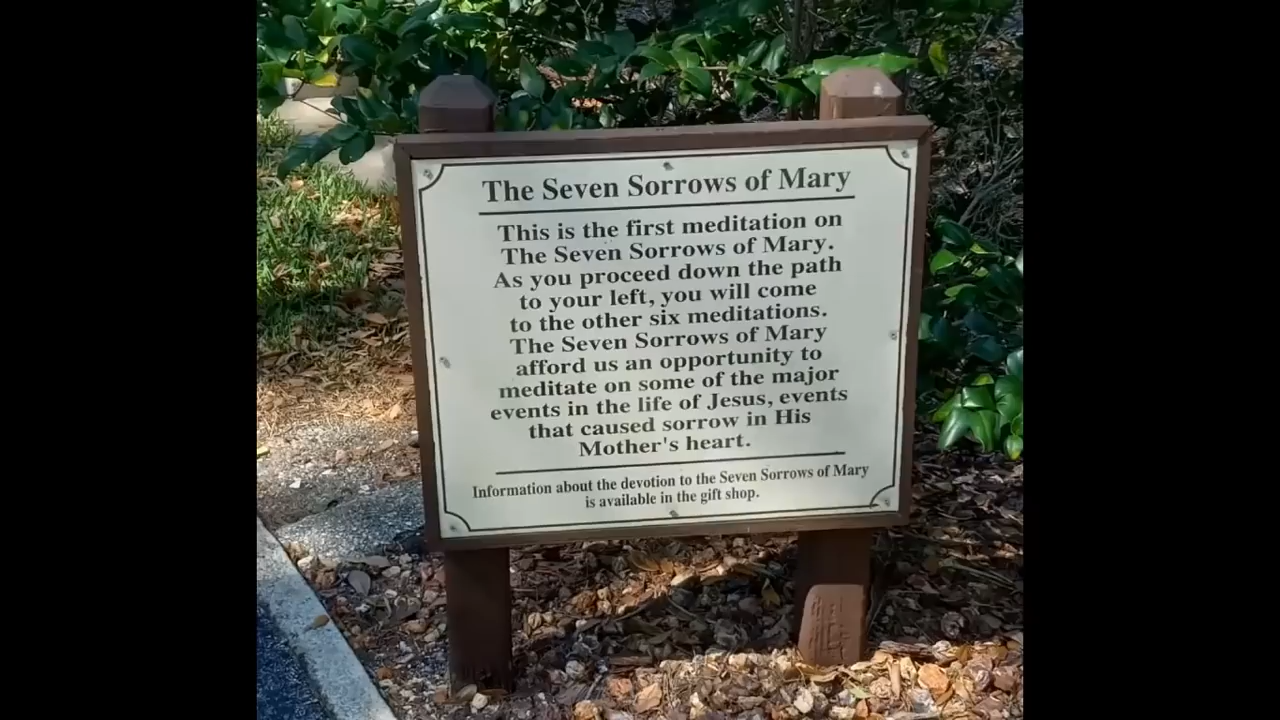 The Seven Sorrows of Mary
This is the first meditation on
The Seven Sorrows of Mary.
As you proceed down the path
to your left, you will come
to the other six meditations.
The Seven Sorrows of Mary
afford us an opportunity to
meditate on some of the major
events in the life of Jesus, events
that caused sorrow in His
Mother's heart.
Information about the devotion to the Seven Sorrows of Mary
is available in the gift shop.